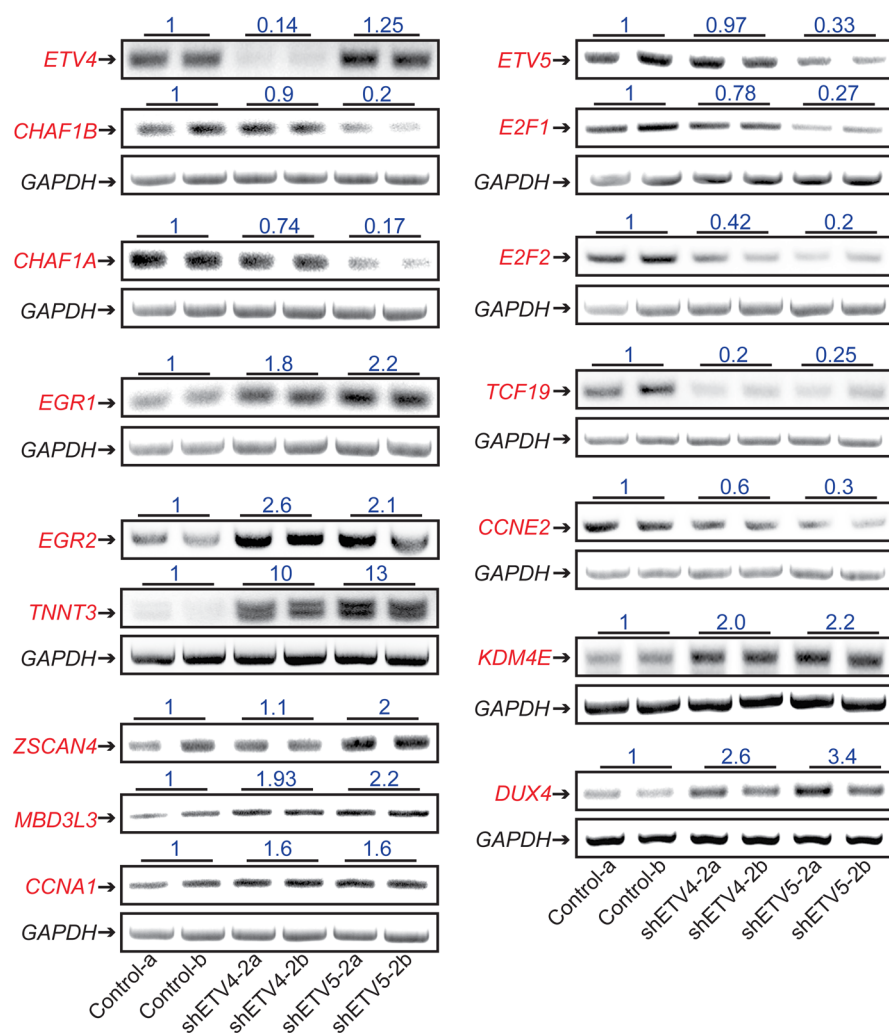 1 0.14 1.25
ETV4→
1 0.9 0.2
CHAF1B→
GAPDH→
1 0.74 0.17
CHAF1A→
GAPDH→
1 1.8 2.2
EGR1→
GAPDH→
1 2.6 2.1
EGR2→
1 10 13
TNNT3→
GAPDH→
1 1.1 2
ZSCAN4→
1 1.93 2.2
MBD3L3→
1 1.6 1.6
CCNA1→
GAPDH→
Control-a
Control-b
shETV4-2a
shETV4-2b
shETV5-2a
shETV5-2b
1 0.97 0.33
ETV5→
1 0.78 0.27
E2F1→
GAPDH→
1 0.42 0.2
E2F2→
GAPDH→
1 0.2 0.25
TCF19→
GAPDH→
1 0.6 0.3
CCNE2→
GAPDH→
1 2.0 2.2
KDM4E→
GAPDH→
1 2.6 3.4
DUX4→
GAPDH→
Control-a
Control-b
shETV4-2a
shETV4-2b
shETV5-2a
shETV5-2b